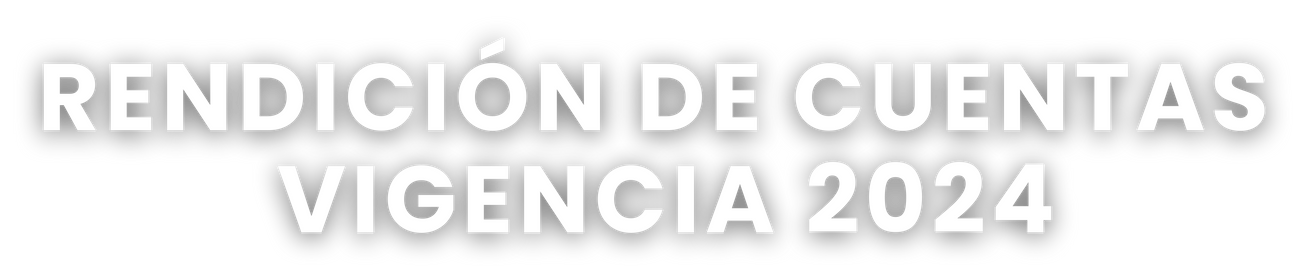 RENDICIÓN DE CUENTAS
VIGENCIA 2024